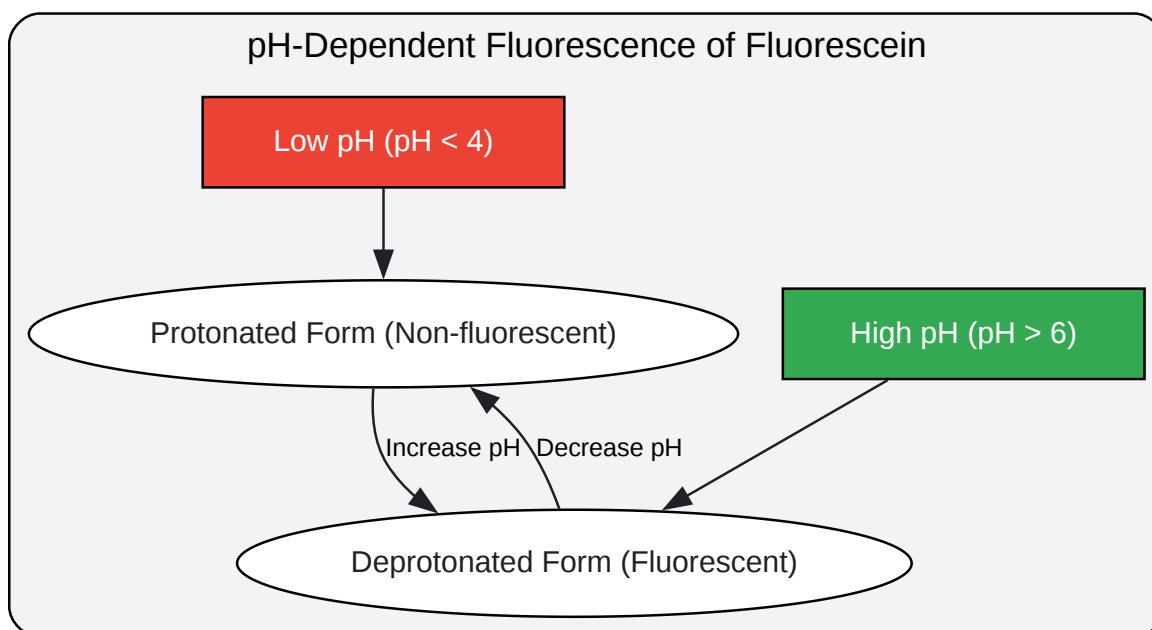 pH-Dependent Fluorescence of Fluorescein
Low pH (pH < 4)
Protonated Form (Non-fluorescent)
High pH (pH > 6)
Increase pH
Decrease pH
Deprotonated Form (Fluorescent)